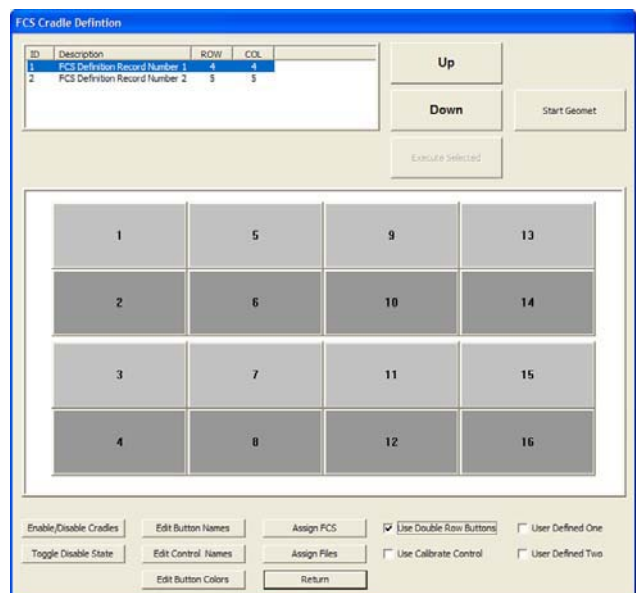 FCS Cradle Defintion
ID Description ROW COL
1 FCS Definition Record Number 1 4 4
2 FCS Definition Record Number 2 5 5
Up
Down
Start Geomet
Execute Selected
1 5 9 13
2 6 10 14
3 7 11 15
4 8 12 16
Enable/Disable Cradles Edit Button Names Assign FCS Use Double Row Buttons User Defined One
Toggle Disable State Edit Control Names Assign Files Use Calibrate Control User Defined Two
Edit Button Colors Return